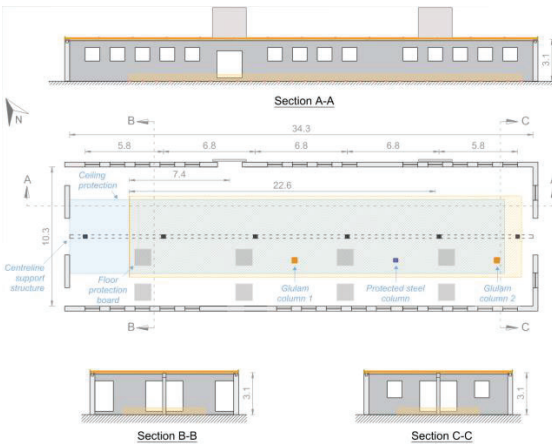 3.1
Section A-A
N
B
C
34.3
5.8
6.8
6.8
6.8
5.8
Ceiling
protection
7.4
22.6
A
A
10.3
Centreline
support
structure
Floor
protection
board
Glulam
column 1
Protected steel
column
Glulam
column 2
B
C
3.1
3.1
Section B-B
Section C-C